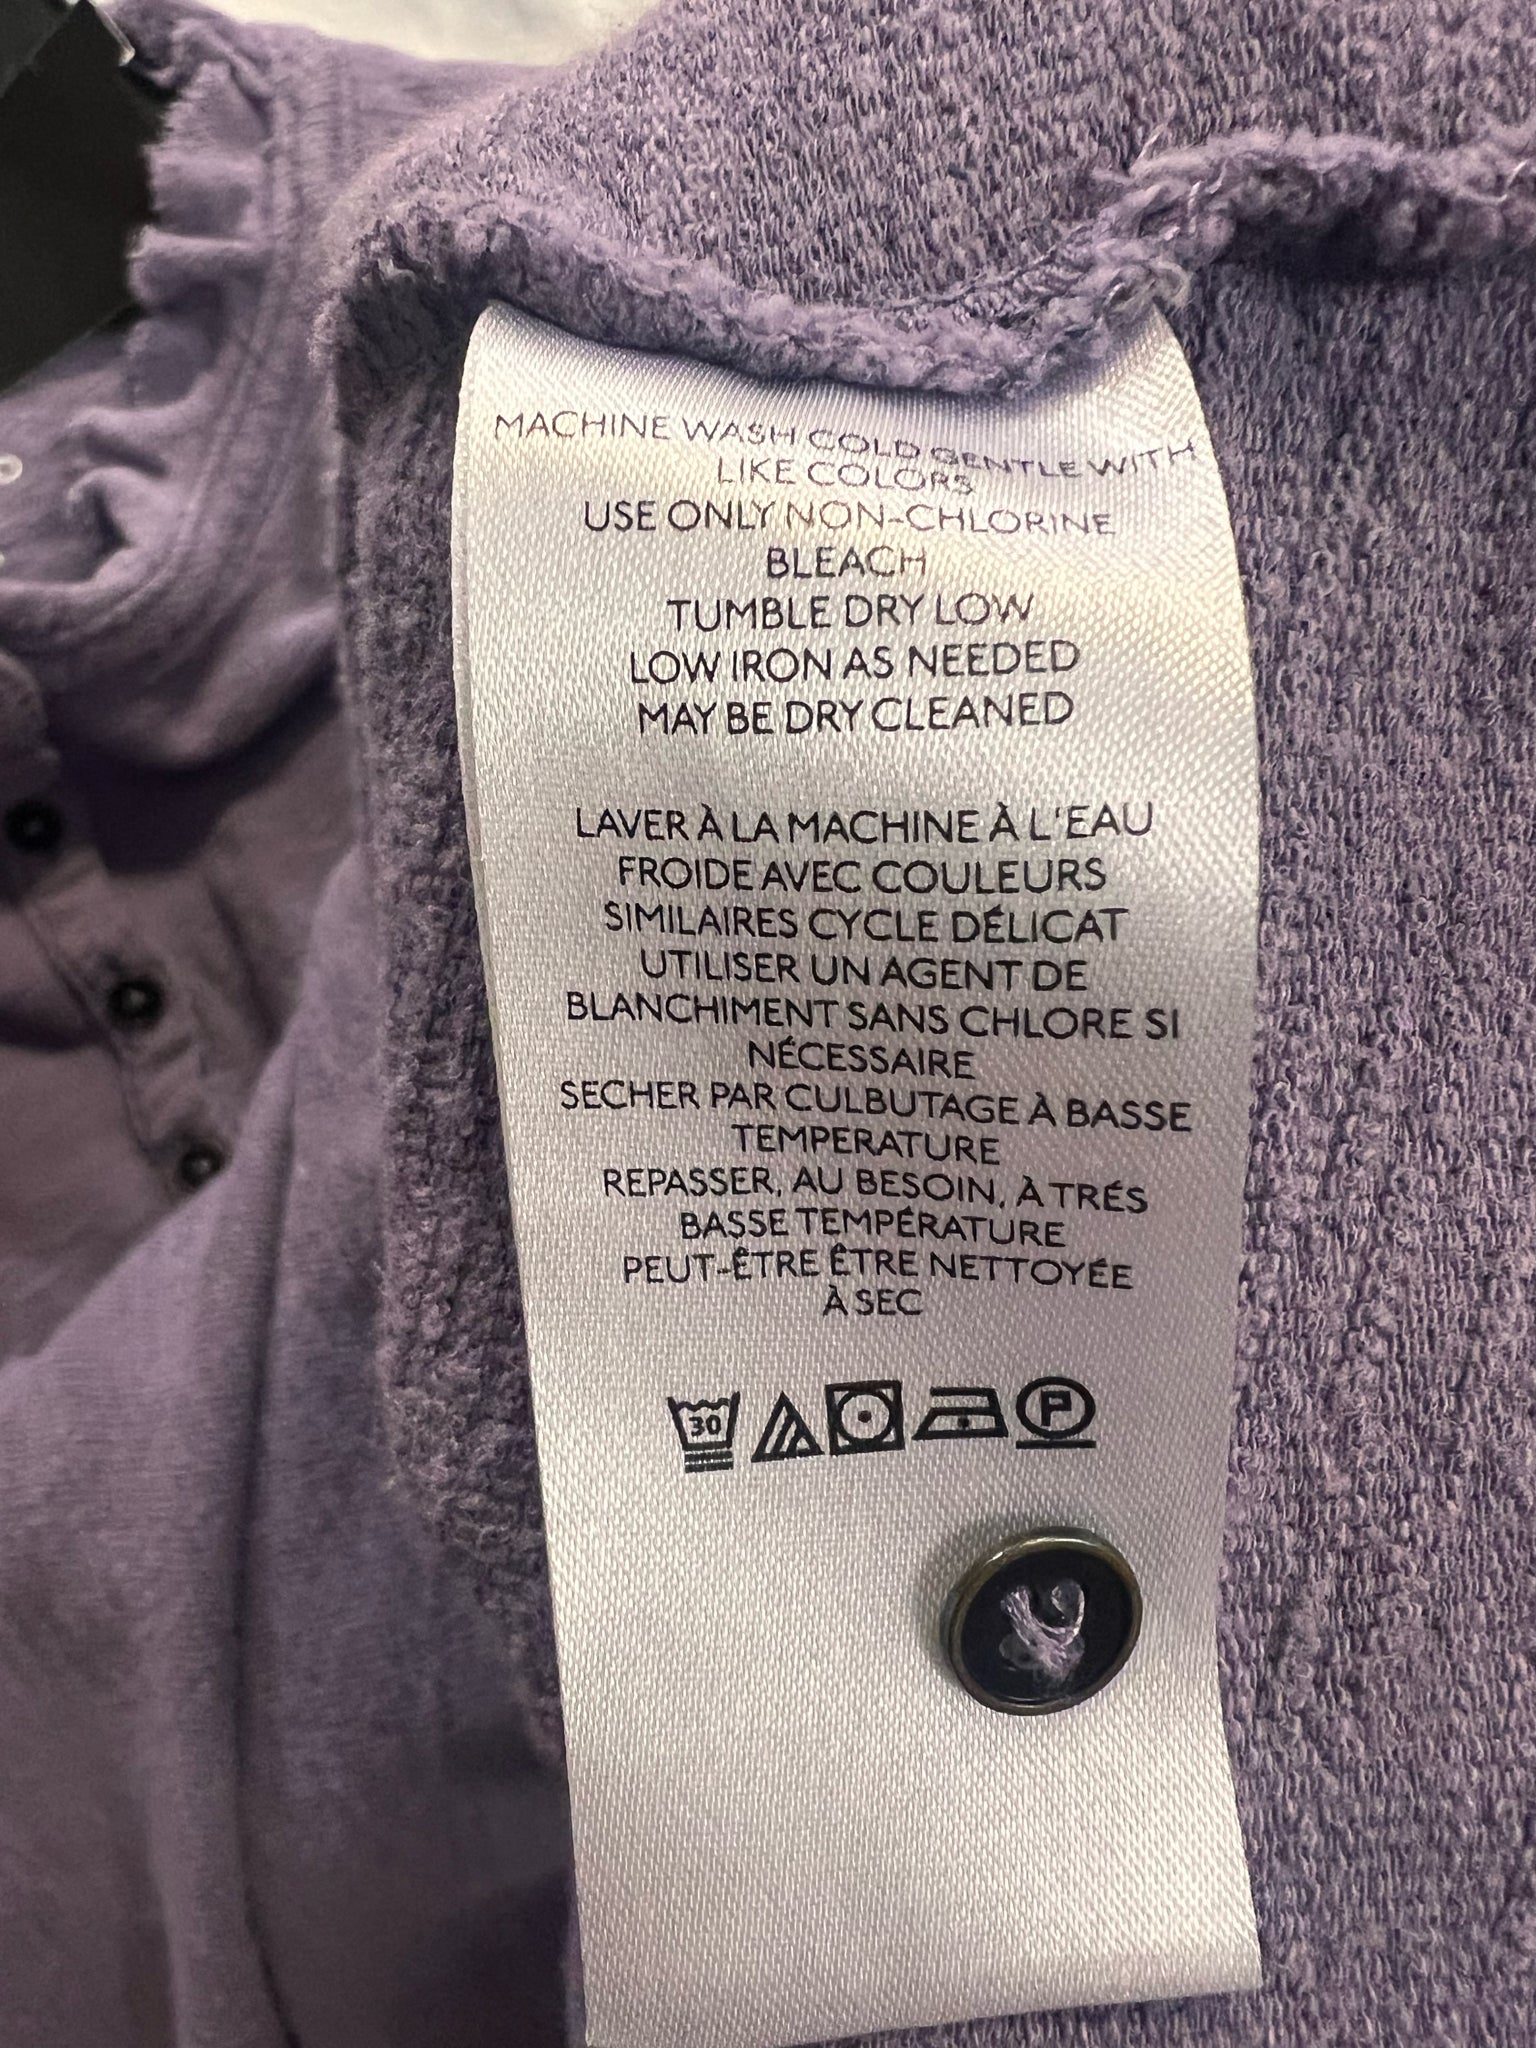 MACHINE WASH COLD GENTLE WITH
LIKE COLORS
USE ONLY NON-CHLORINE
BLEACH
TUMBLE DRY LOW
LOW IRON AS NEEDED
MAY BE DRY CLEANED
LAVER À LA MACHINE À L'EAU
FROIDE AVEC COULEURS
SIMILAIRES CYCLE DÉLICAT
UTILISER UN AGENT DE
BLANCHIMENT SANS CHLORE SI
NÉCESSAIRE
SECHER PAR CULBUTAGE À BASSE
TEMPERATURE
REPASSER, AU BESOIN, À TRÉS
BASSE TEMPÉRATURE
PEUT-ÊTRE ÊTRE NETTOYÉE
À SEC
30 P